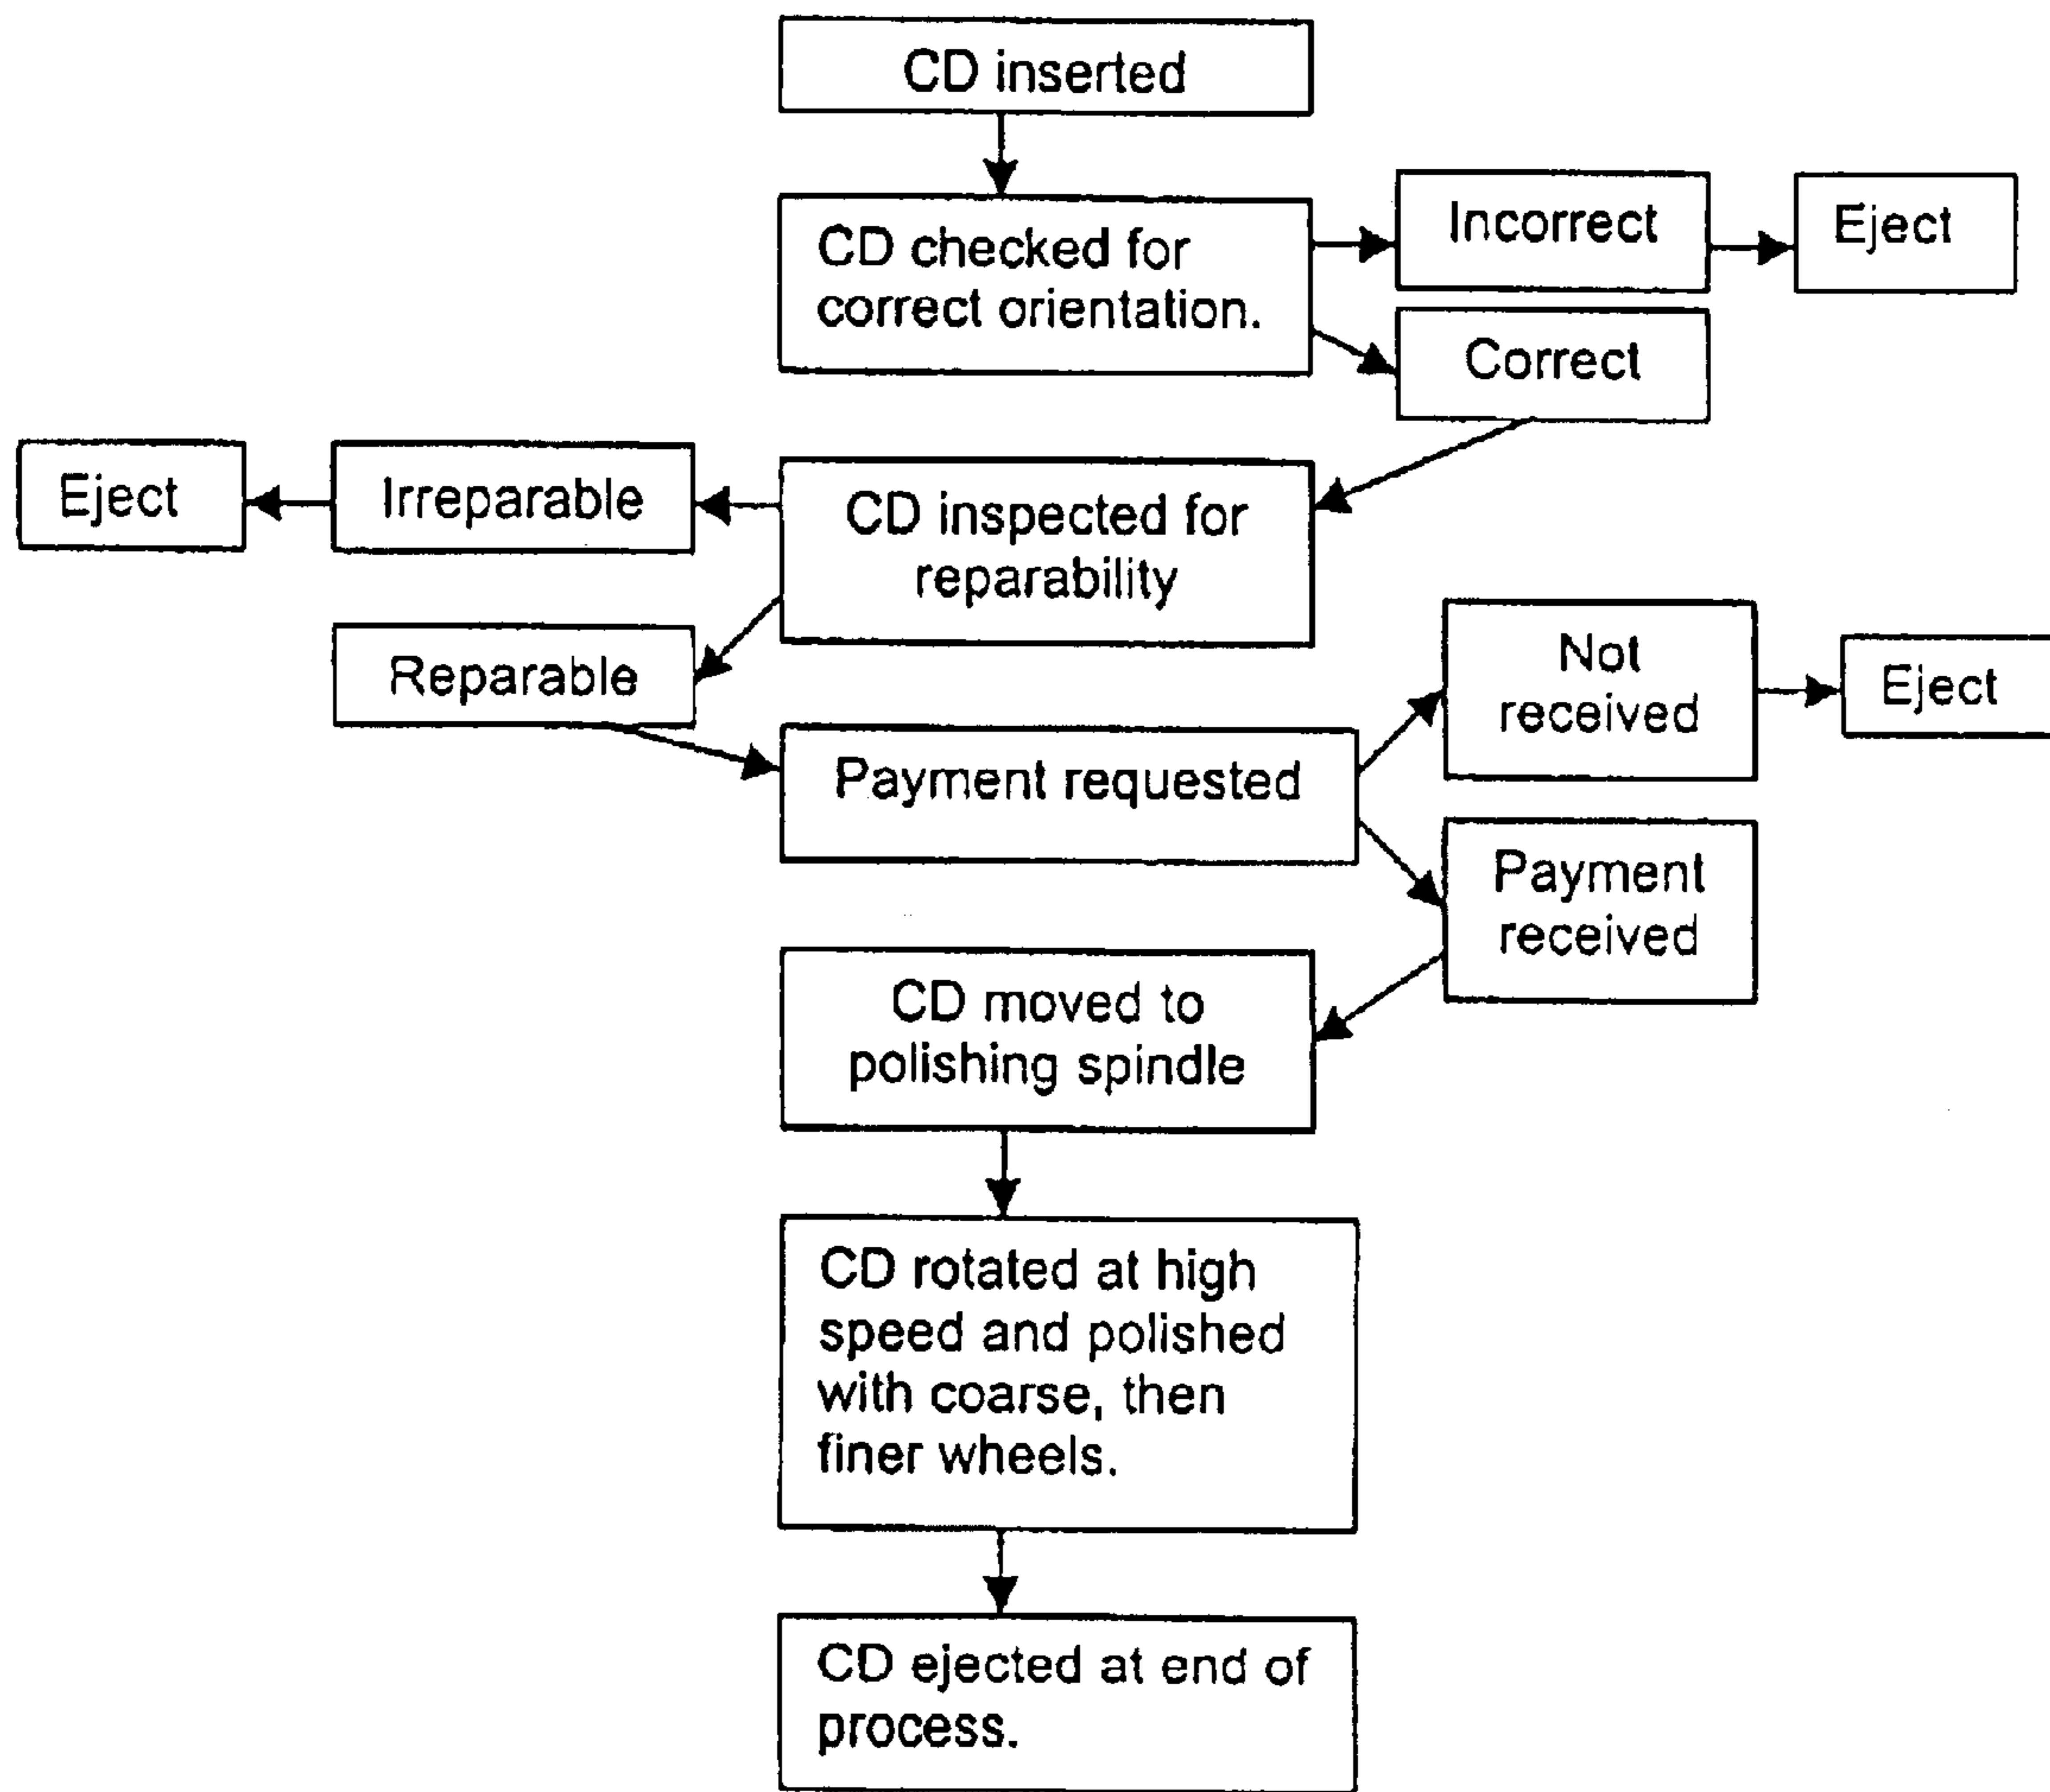 CD inserted
CD checked for
correct orientation.
Incorrect
Eject
Correct
CD inspected for
reparability
Irreparable
Eject
Reparable
Payment requested
Not
received
Eject
Payment
received
CD moved to
polishing spindle
CD rotated at high
speed and polished
with coarse, then
finer wheels.
CD ejected at end of
process.